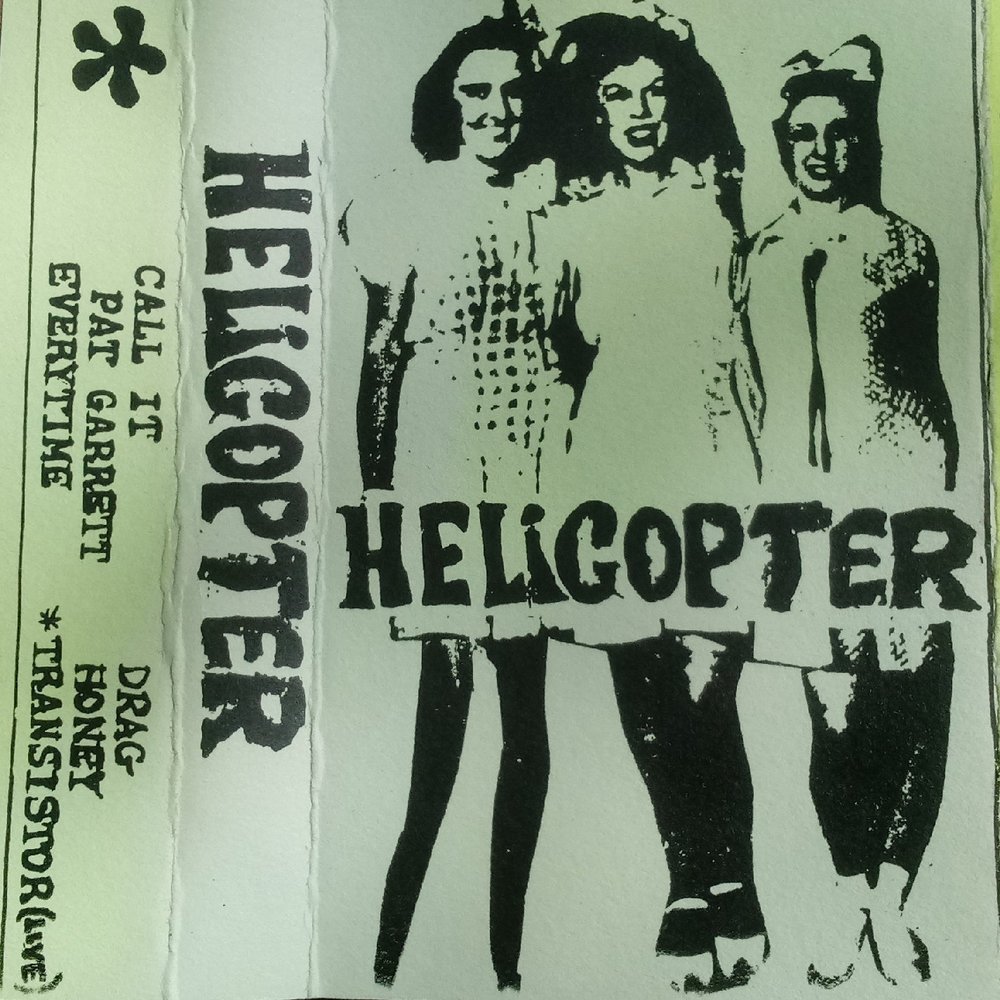 HELiCOPTER
HELiCOPTER
CALL IT
PAT GARRETT
EVERYTIME
DRAG
HONEY
*TRANSISTOR(LIVE)